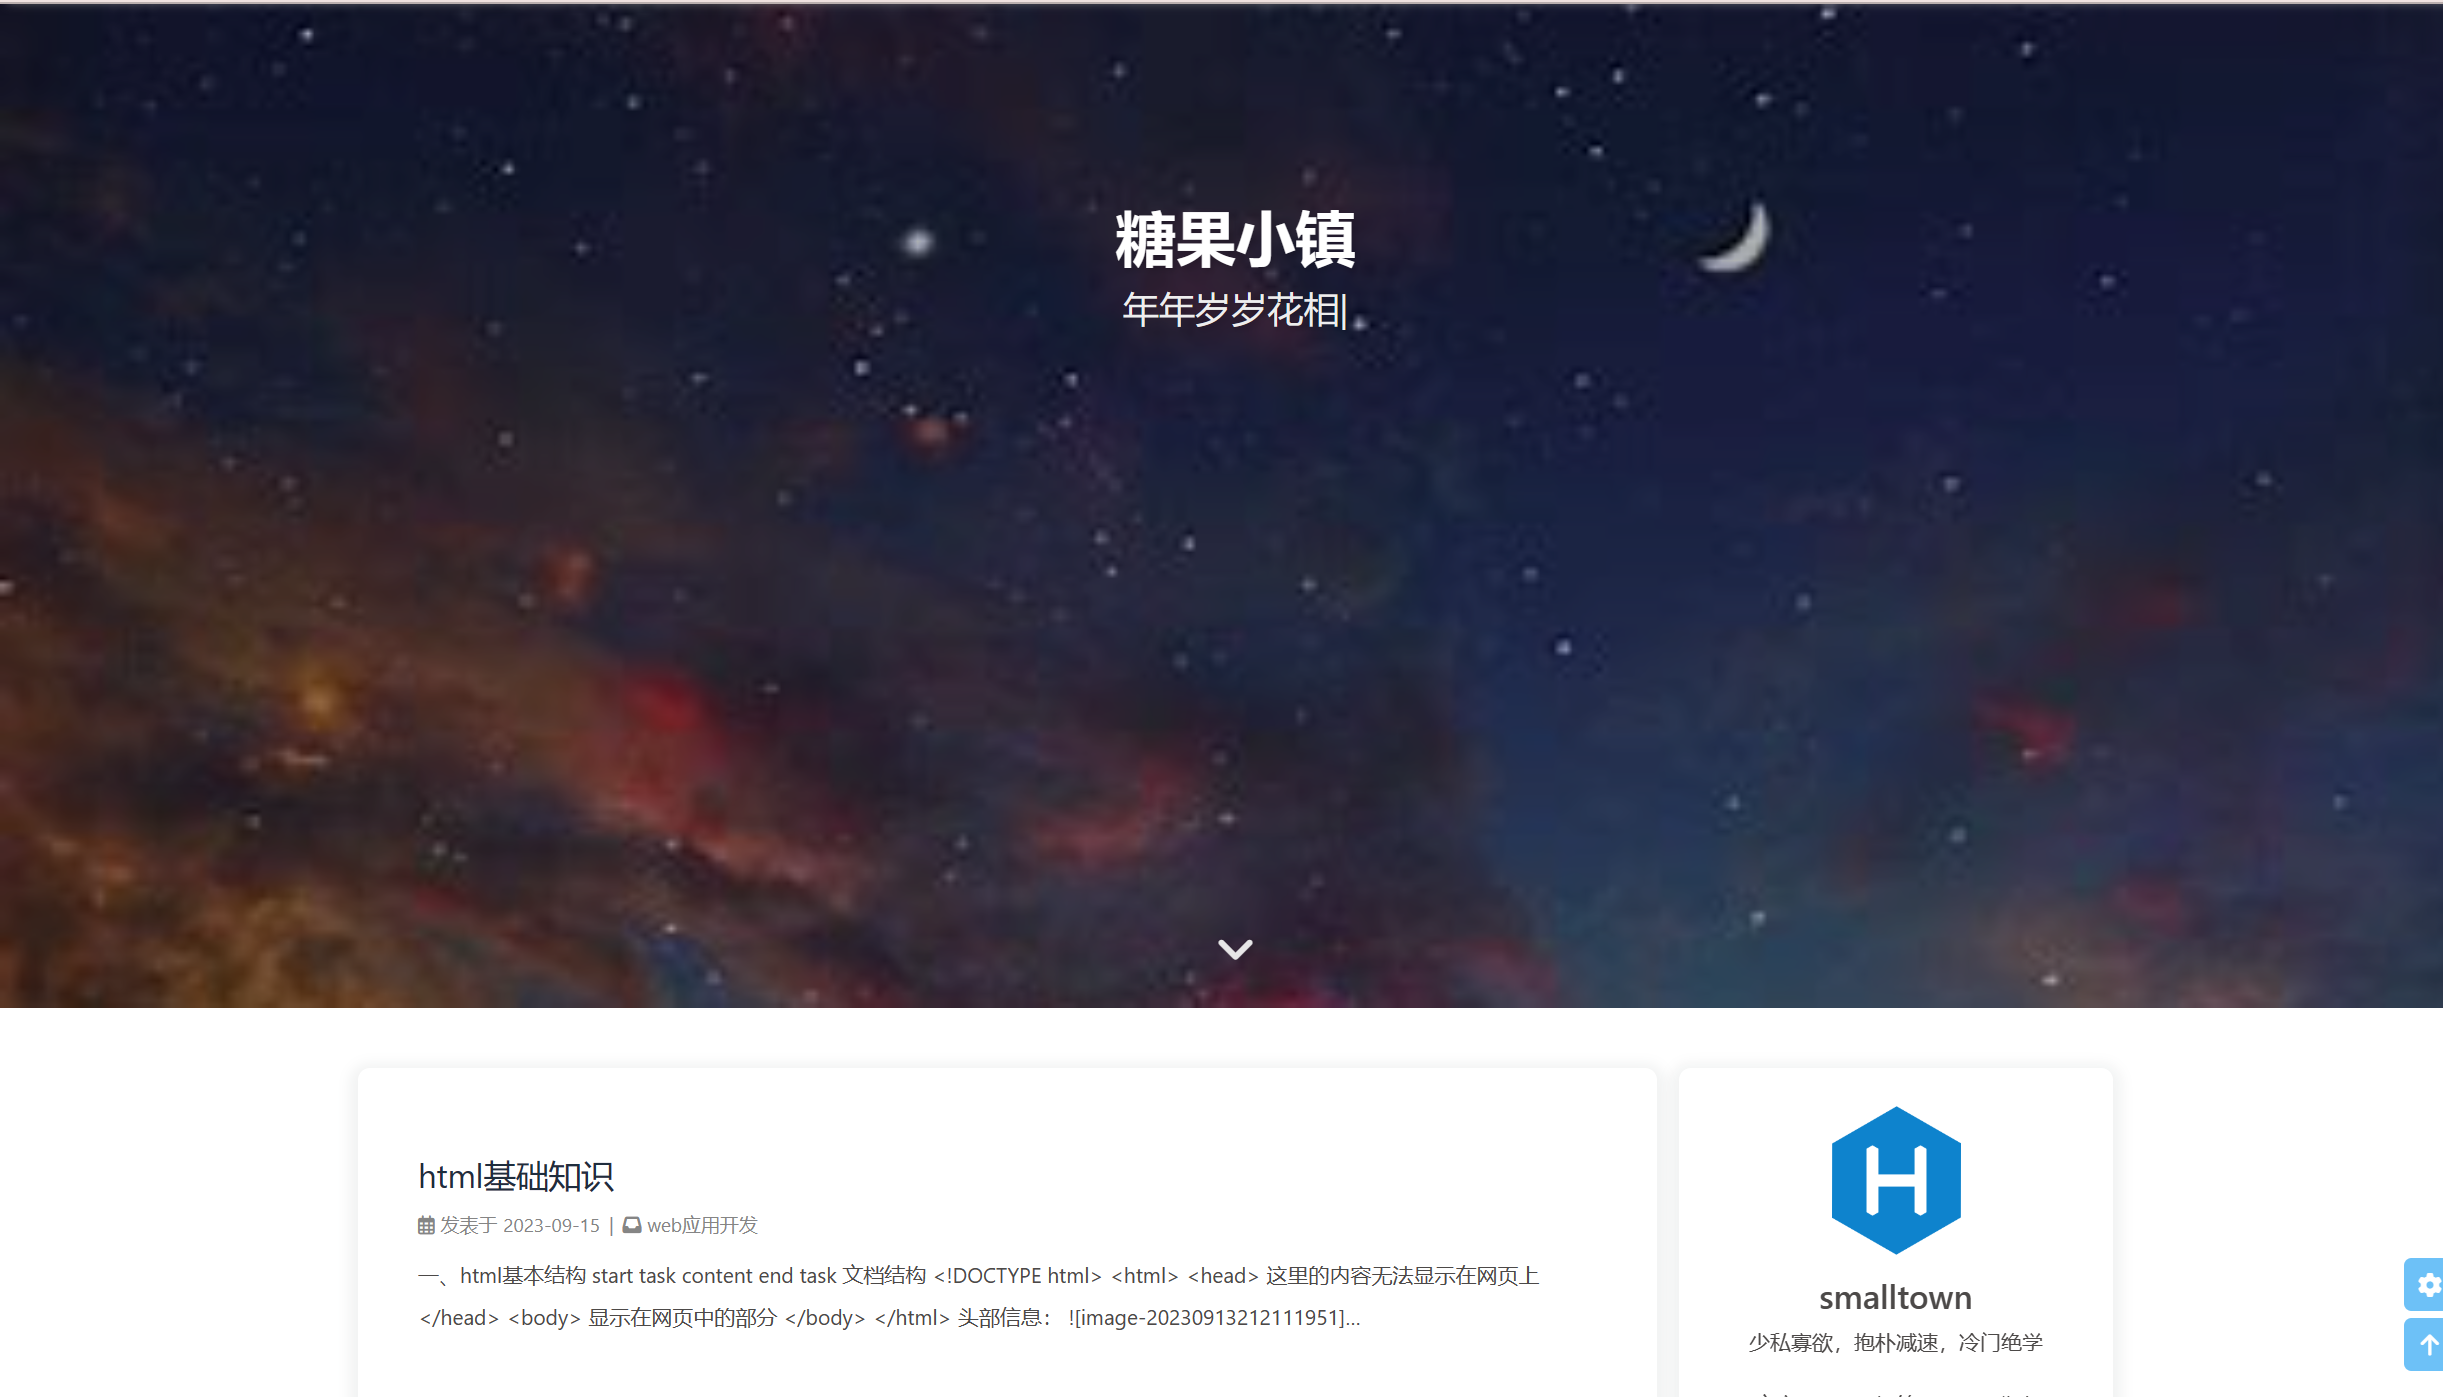 糖果小镇
年年岁岁花相|
html基础知识
发表于 2023-09-15 | web应用开发
一、html基本结构 start task content end task 文档结构 <!DOCTYPE html> <html> <head> 这里的内容无法显示在网页上
</head> <body> 显示在网页中的部分 </body> </html> 头部信息： ![image-20230913212111951]...
smalltown
少私寡欲，抱朴减速，冷门绝学